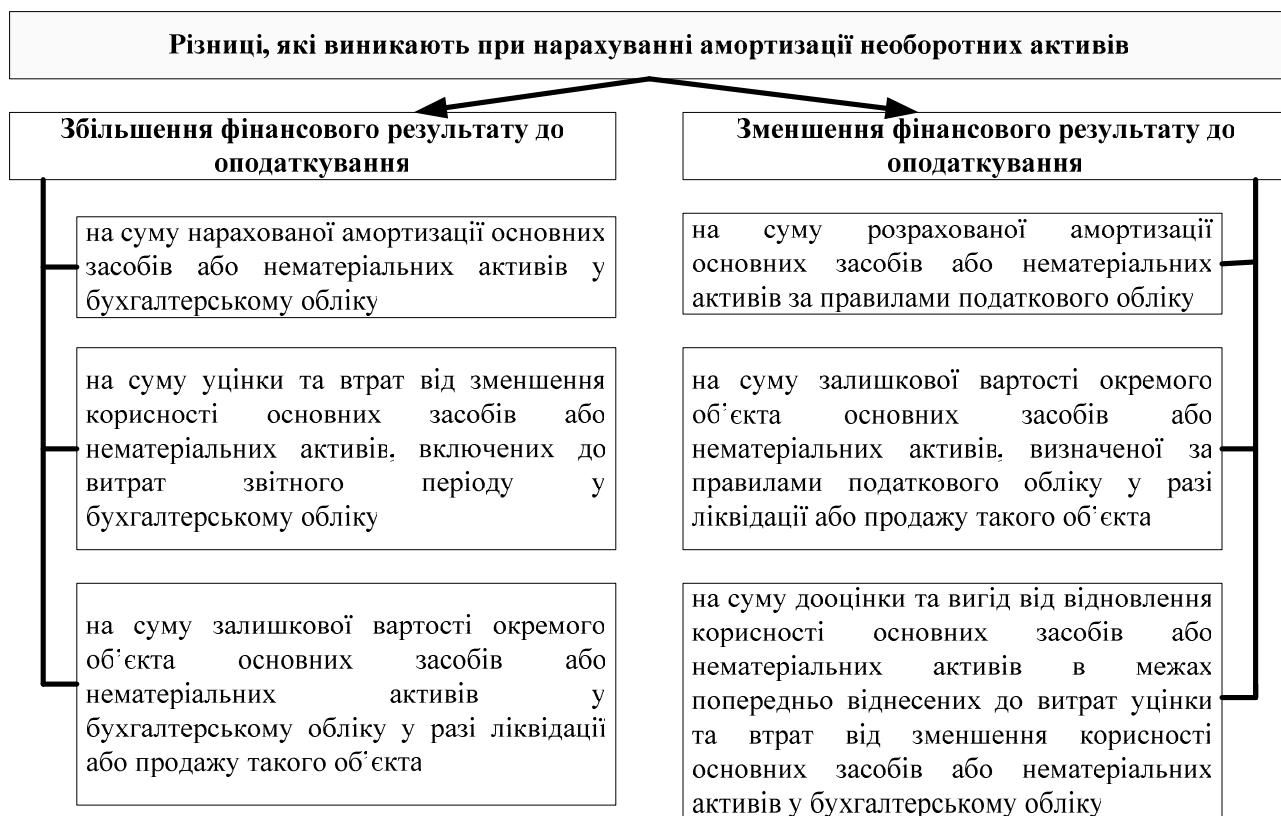 Різниці, які виникають при нарахуванні амортизації необоротних активів
Збільшення фінансового результату до
оподаткування
на суму нарахованої амортизації основних
засобів або нематеріальних активів у
бухгалтерському обліку
на суму уцінки та втрат від зменшення
корисності основних засобів або
нематеріальних активів, включених до
витрат звітного періоду у
бухгалтерському обліку
на суму залишкової вартості окремого
об'єкта основних засобів або
нематеріальних активів у
бухгалтерському обліку у разі ліквідації
або продажу такого об'єкта
Зменшення фінансового результату до
оподаткування
на суму розрахованої амортизації
основних засобів або нематеріальних
активів за правилами податкового обліку
на суму залишкової вартості окремого
об'єкта основних засобів або
нематеріальних активів, визначеної за
правилами податкового обліку у разі
ліквідації або продажу такого об'єкта
на суму дооцінки та вигід від відновлення
корисності основних засобів або
нематеріальних активів в межах
попередньо віднесених до витрат уцінки
та втрат від зменшення корисності
основних засобів або нематеріальних
активів у бухгалтерському обліку